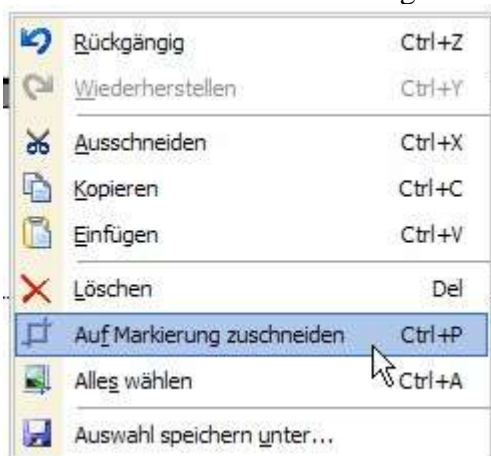 Rückgängig Ctrl+Z
Wiederherstellen Ctrl+Y
Ausschneiden Ctrl+X
Kopieren Ctrl+C
Einfügen Ctrl+V
Löschen Del
Auf Markierung zuschneiden Ctrl+P
Alles wählen Ctrl+A
Auswahl speichern unter...